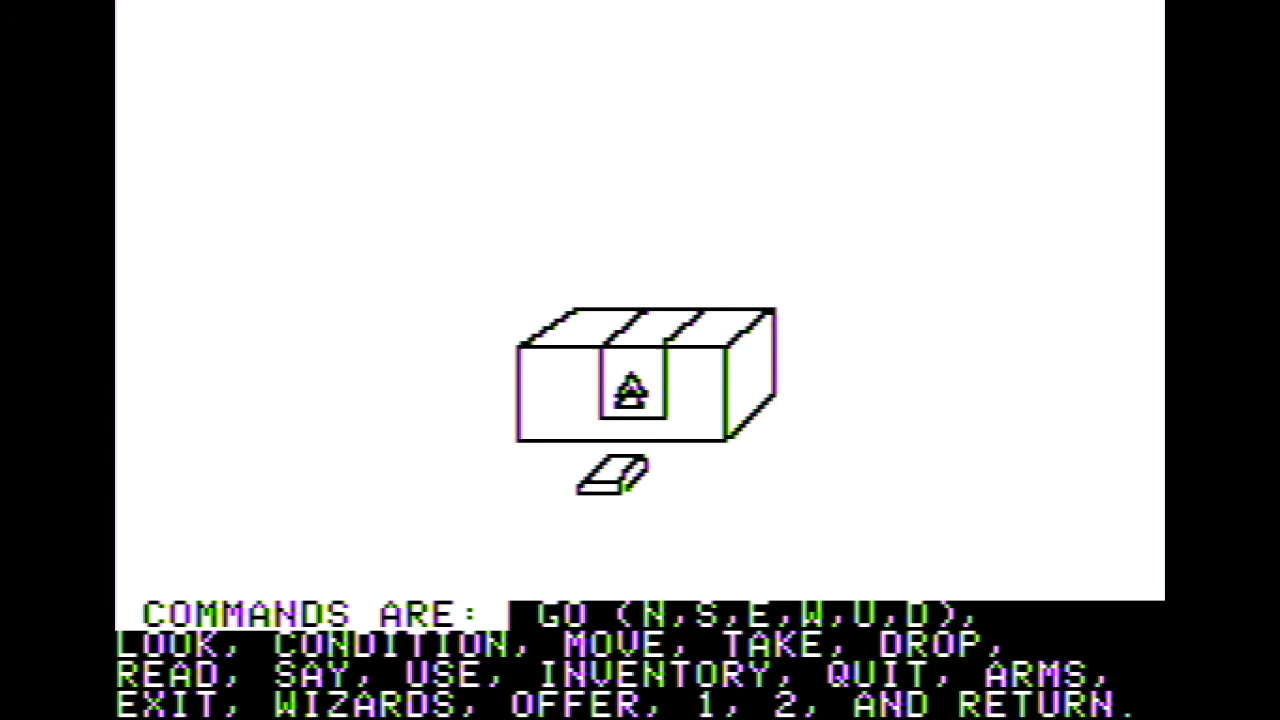 COMMANDS ARE: GO (N,S,E,W,U,D),
LOOK, CONDITION, MOVE, TAKE, DROP,
READ, SAY, USE, INVENTORY, QUIT, ARMS,
EXIT, WIZARDS, OFFER, 1, 2, AND RETURN.